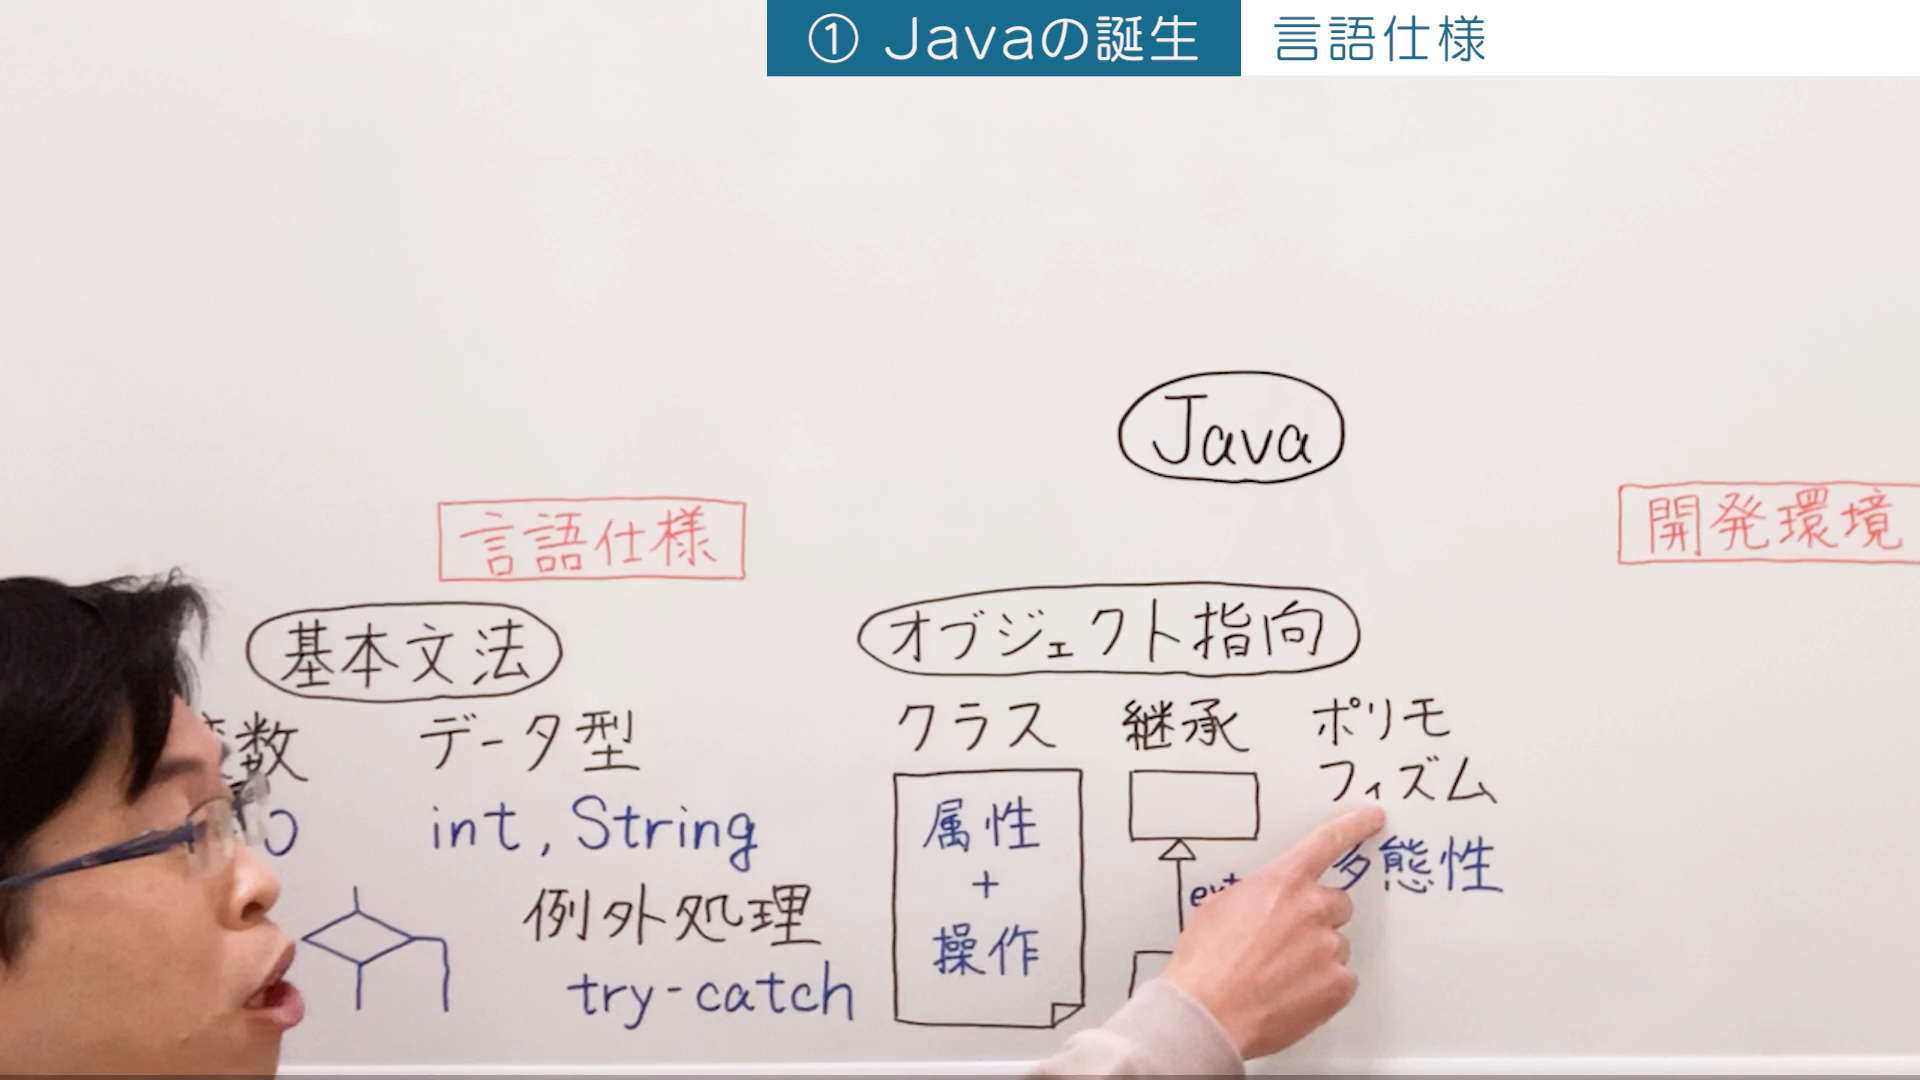 ① Javaの誕生 言語仕様
Java
言語仕様
開発環境
基本文法
オブジェクト指向
数
データ型
int, String
例外処理
try-catch
クラス
属性
+
操作
継承
ポリモ
フィズム
多態性